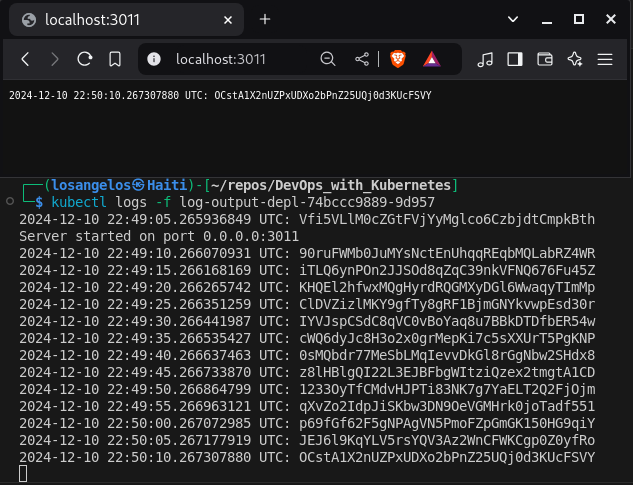 localhost:3011
localhost:3011
2024-12-10 22:50:10.267307880 UTC: OCstA1X2nUZPxUDXo2bPnZ25UQj0d3KUcFSVY
(losangelos㉿Haiti)-[~/repos/DevOps_with_Kubernetes]
$ kubectl logs -f log-output-depl-74bccc9889-9d957
2024-12-10 22:49:05.265936849 UTC: Vfi5VLlM0cZGtFVjYyMglco6CzbjdtCmpkBth
Server started on port 0.0.0.0:3011
2024-12-10 22:49:10.266070931 UTC: 90ruFWMb0JuMYsNctEnUhqqREqbMQLabRZ4WR
2024-12-10 22:49:15.266168169 UTC: iTLQ6ynPOn2JJSOd8qZqC39nkVFNQ676Fu45Z
2024-12-10 22:49:20.266265742 UTC: KHQEl2hfwxMQgHyrdRQGMXyDGl6WwaqyTImMp
2024-12-10 22:49:25.266351259 UTC: ClDVZizlMKY9gfTy8gRF1BjmGNYkvwpEsd30r
2024-12-10 22:49:30.266441987 UTC: IYVJspCSdC8qVC0vBoYaq8u7BBkDTDfbER54w
2024-12-10 22:49:35.266535427 UTC: cWQ6dyJc8H3o2x0grMepKi7c5sXXUrT5PgKNP
2024-12-10 22:49:40.266637463 UTC: 0sMQbdr77MeSbLMqIevvDkGl8rGgNbw2SHdx8
2024-12-10 22:49:45.266733870 UTC: z8lHBlgQI22L3EJBFbgWItziQzex2tmgtA1CD
2024-12-10 22:49:50.266864799 UTC: 1233OyTfCMdvHJPTi83NK7g7YaELT2Q2FjOjm
2024-12-10 22:49:55.266963121 UTC: qXvZo2IdpJiSKbw3DN9OeVGMHrk0joTadf551
2024-12-10 22:50:00.267072985 UTC: p69fGf62F5gNPAgVN5PmoFZpGmGK150HG9qiY
2024-12-10 22:50:05.267177919 UTC: JEJ6l9KqYLV5rsYQV3Az2WnCFWKCgp0Z0yfRo
2024-12-10 22:50:10.267307880 UTC: OCstA1X2nUZPxUDXo2bPnZ25UQj0d3KUcFSVY